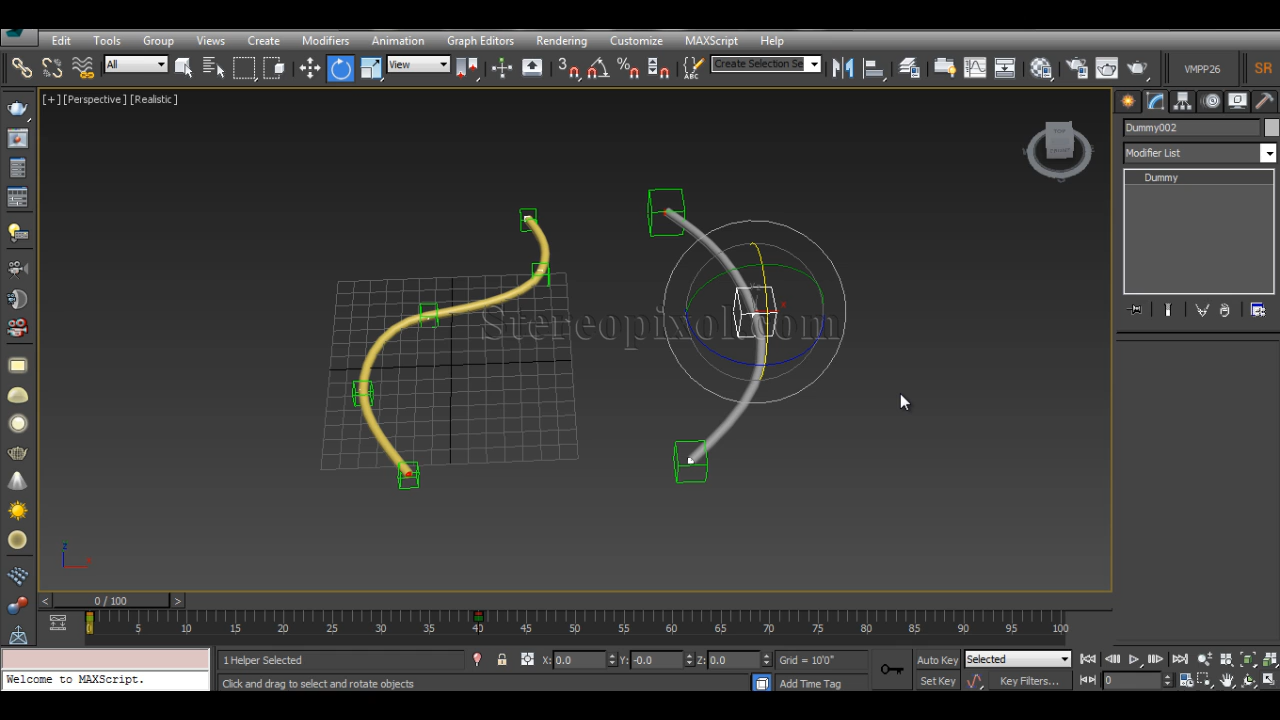 Edit Tools Group Views Create Modifiers Animation Graph Editors Rendering Customize MAXScript Help
All View Create Selection Se VMPP26 SR
[+] [Perspective] [Realistic]
Dummy002
Modifier List
Dummy
TOP
Stereopixol.com
z
x
0 / 100
0 5 10 15 20 25 30 35 40 45 50 55 60 65 70 75 80 85 90 95 100
1 Helper Selected X: 0.0 Y: -0.0 Z: 0.0 Grid = 10'0" Auto Key Selected
Welcome to MAXScript. Click and drag to select and rotate objects Add Time Tag Set Key Key Filters... 0